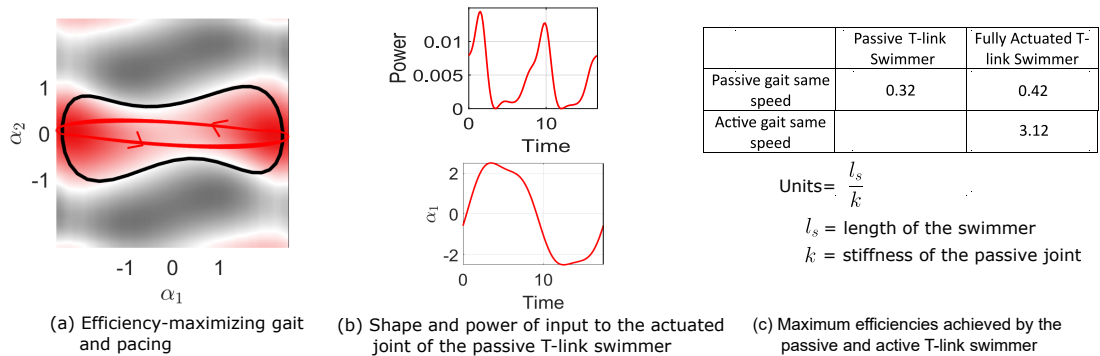 1
0
-1
α2
-1 0 1
α1
(a) Efficiency-maximizing gait
and pacing
0.01
0.005
0
Power
0 10
Time
2
0
-2
α1
0 10
Time
(b) Shape and power of input to the actuated
joint of the passive T-link swimmer
Passive T-link
Swimmer
Fully Actuated T-
link Swimmer
Passive gait same
speed
0.32
0.42
Active gait same
speed
3.12
Units= l_s/k
l_s = length of the swimmer
k = stiffness of the passive joint
(c) Maximum efficiencies achieved by the
passive and active T-link swimmer